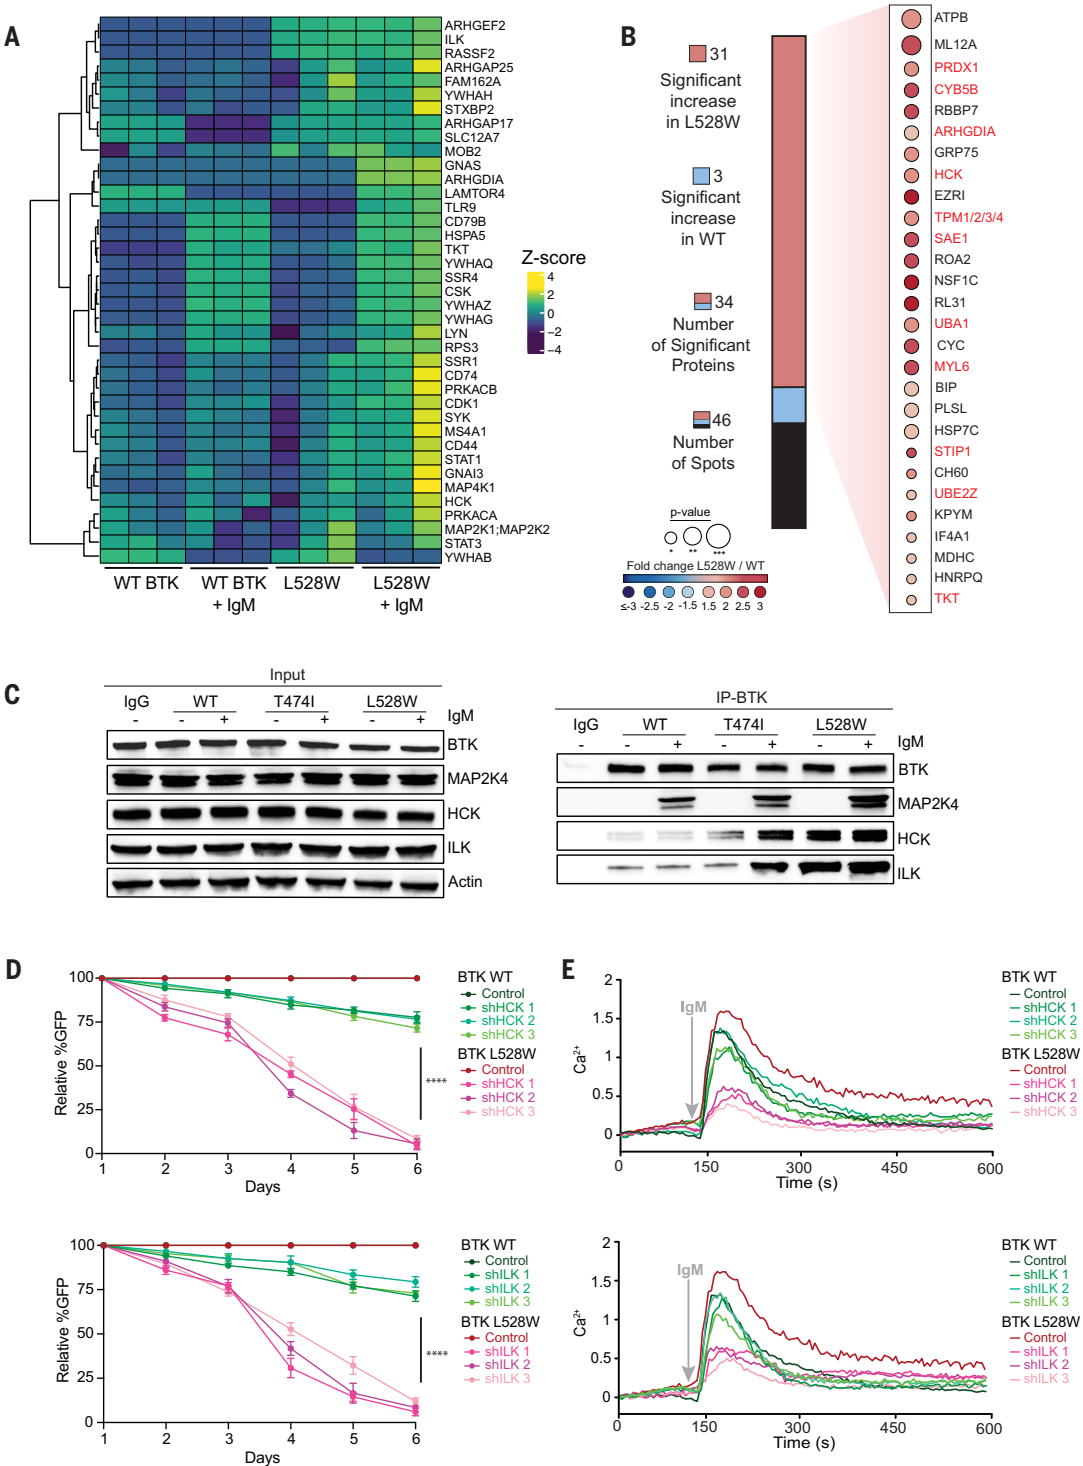 A
ARHGEF2
ILK
RASSF2
ARHGAP25
FAM162A
YWHAH
STXBP2
ARHGAP17
SLC12A7
MOB2
GNAS
ARHGDIA
LAMTOR4
TLR9
CD79B
HSPA5
TKT
YWHAQ
SSR4
CSK
YWHAZ
YWHAG
LYN
RPS3
SSR1
CD74
PRKACB
CDK1
SYK
MS4A1
CD44
STAT1
GNAI3
MAP4K1
HCK
PRKACA
MAP2K1;MAP2K2
STAT3
YWHAB
WT BTK
WT BTK
+ IgM
L528W
L528W
+ IgM
Z-score
4
2
0
−2
−4
B
31
Significant
increase
in L528W
3
Significant
increase
in WT
34
Number
of Significant
Proteins
46
Number
of Spots
p-value
* ** ***
Fold change L528W / WT
≤-3 -2.5 -2 -1.5 1.5 2 2.5 3
ATPB
ML12A
PRDX1
CYB5B
RBBP7
ARHGDIA
GRP75
HCK
EZRI
TPM1/2/3/4
SAE1
ROA2
NSF1C
RL31
UBA1
CYC
MYL6
BIP
PLSL
HSP7C
STIP1
CH60
UBE2Z
KPYM
IF4A1
MDHC
HNRPQ
TKT
C
Input
IgG WT T474I L528W
- - + - + - + IgM
BTK
MAP2K4
HCK
ILK
Actin
IP-BTK
IgG WT T474I L528W
- - + - + - + IgM
BTK
MAP2K4
HCK
ILK
D
Relative %GFP
100
75
50
25
0
1 2 3 4 5 6
Days
****
BTK WT
Control
shHCK 1
shHCK 2
shHCK 3
BTK L528W
Control
shHCK 1
shHCK 2
shHCK 3
Relative %GFP
100
75
50
25
0
1 2 3 4 5 6
Days
****
BTK WT
Control
shILK 1
shILK 2
shILK 3
BTK L528W
Control
shILK 1
shILK 2
shILK 3
E
Ca2+
2
1.5
1
0.5
0
IgM
0 150 300 450 600
Time (s)
BTK WT
Control
shHCK 1
shHCK 2
shHCK 3
BTK L528W
Control
shHCK 1
shHCK 2
shHCK 3
Ca2+
2
1.5
1
0.5
0
IgM
0 150 300 450 600
Time (s)
BTK WT
Control
shILK 1
shILK 2
shILK 3
BTK L528W
Control
shILK 1
shILK 2
shILK 3